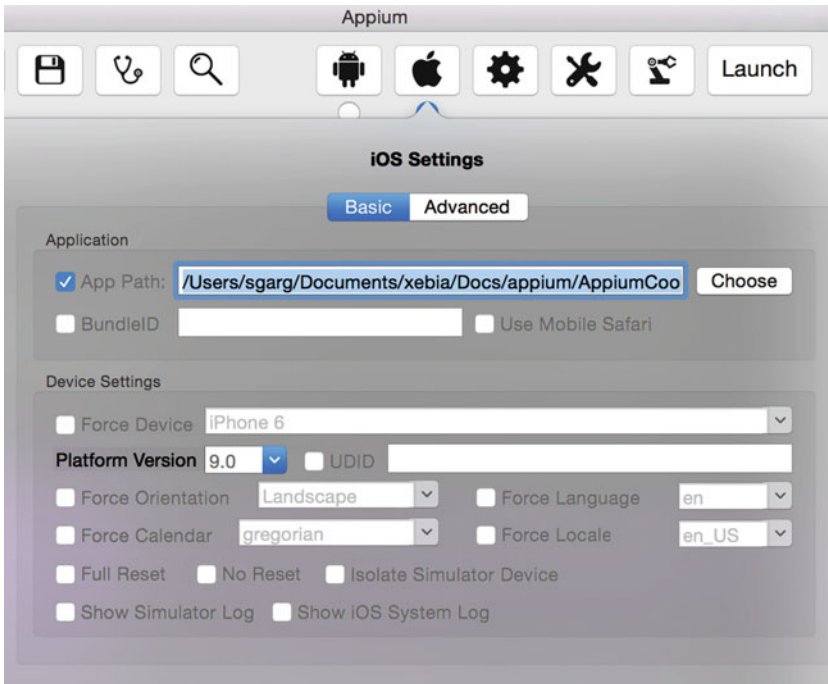 Appium
Launch
iOS Settings
Basic Advanced
Application
App Path: /Users/sgarg/Documents/xebia/Docs/appium/AppiumCoo Choose
BundleID Use Mobile Safari
Device Settings
Force Device iPhone 6
Platform Version 9.0 UDID
Force Orientation Landscape Force Language en
Force Calendar gregorian Force Locale en_US
Full Reset No Reset Isolate Simulator Device
Show Simulator Log Show iOS System Log